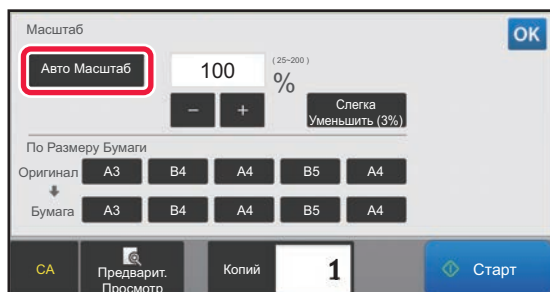 Масштаб
OK
Авто Масштаб
100
(25~200)
%
–
+
Слегка
Уменьшить (3%)
По Размеру Бумаги
Оригинал
A3
B4
A4
B5
A4
Бумага
A3
B4
A4
B5
A4
CA
Предварит.
Просмотр
Копий
1
Старт